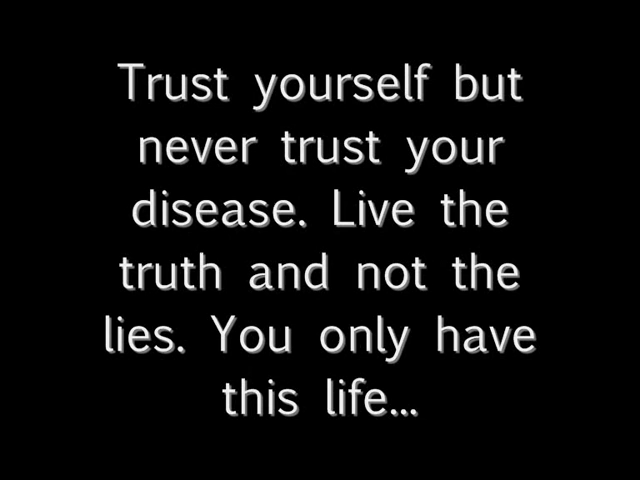 Trust yourself but
never trust your
disease. Live the
truth and not the
lies. You only have
this life...